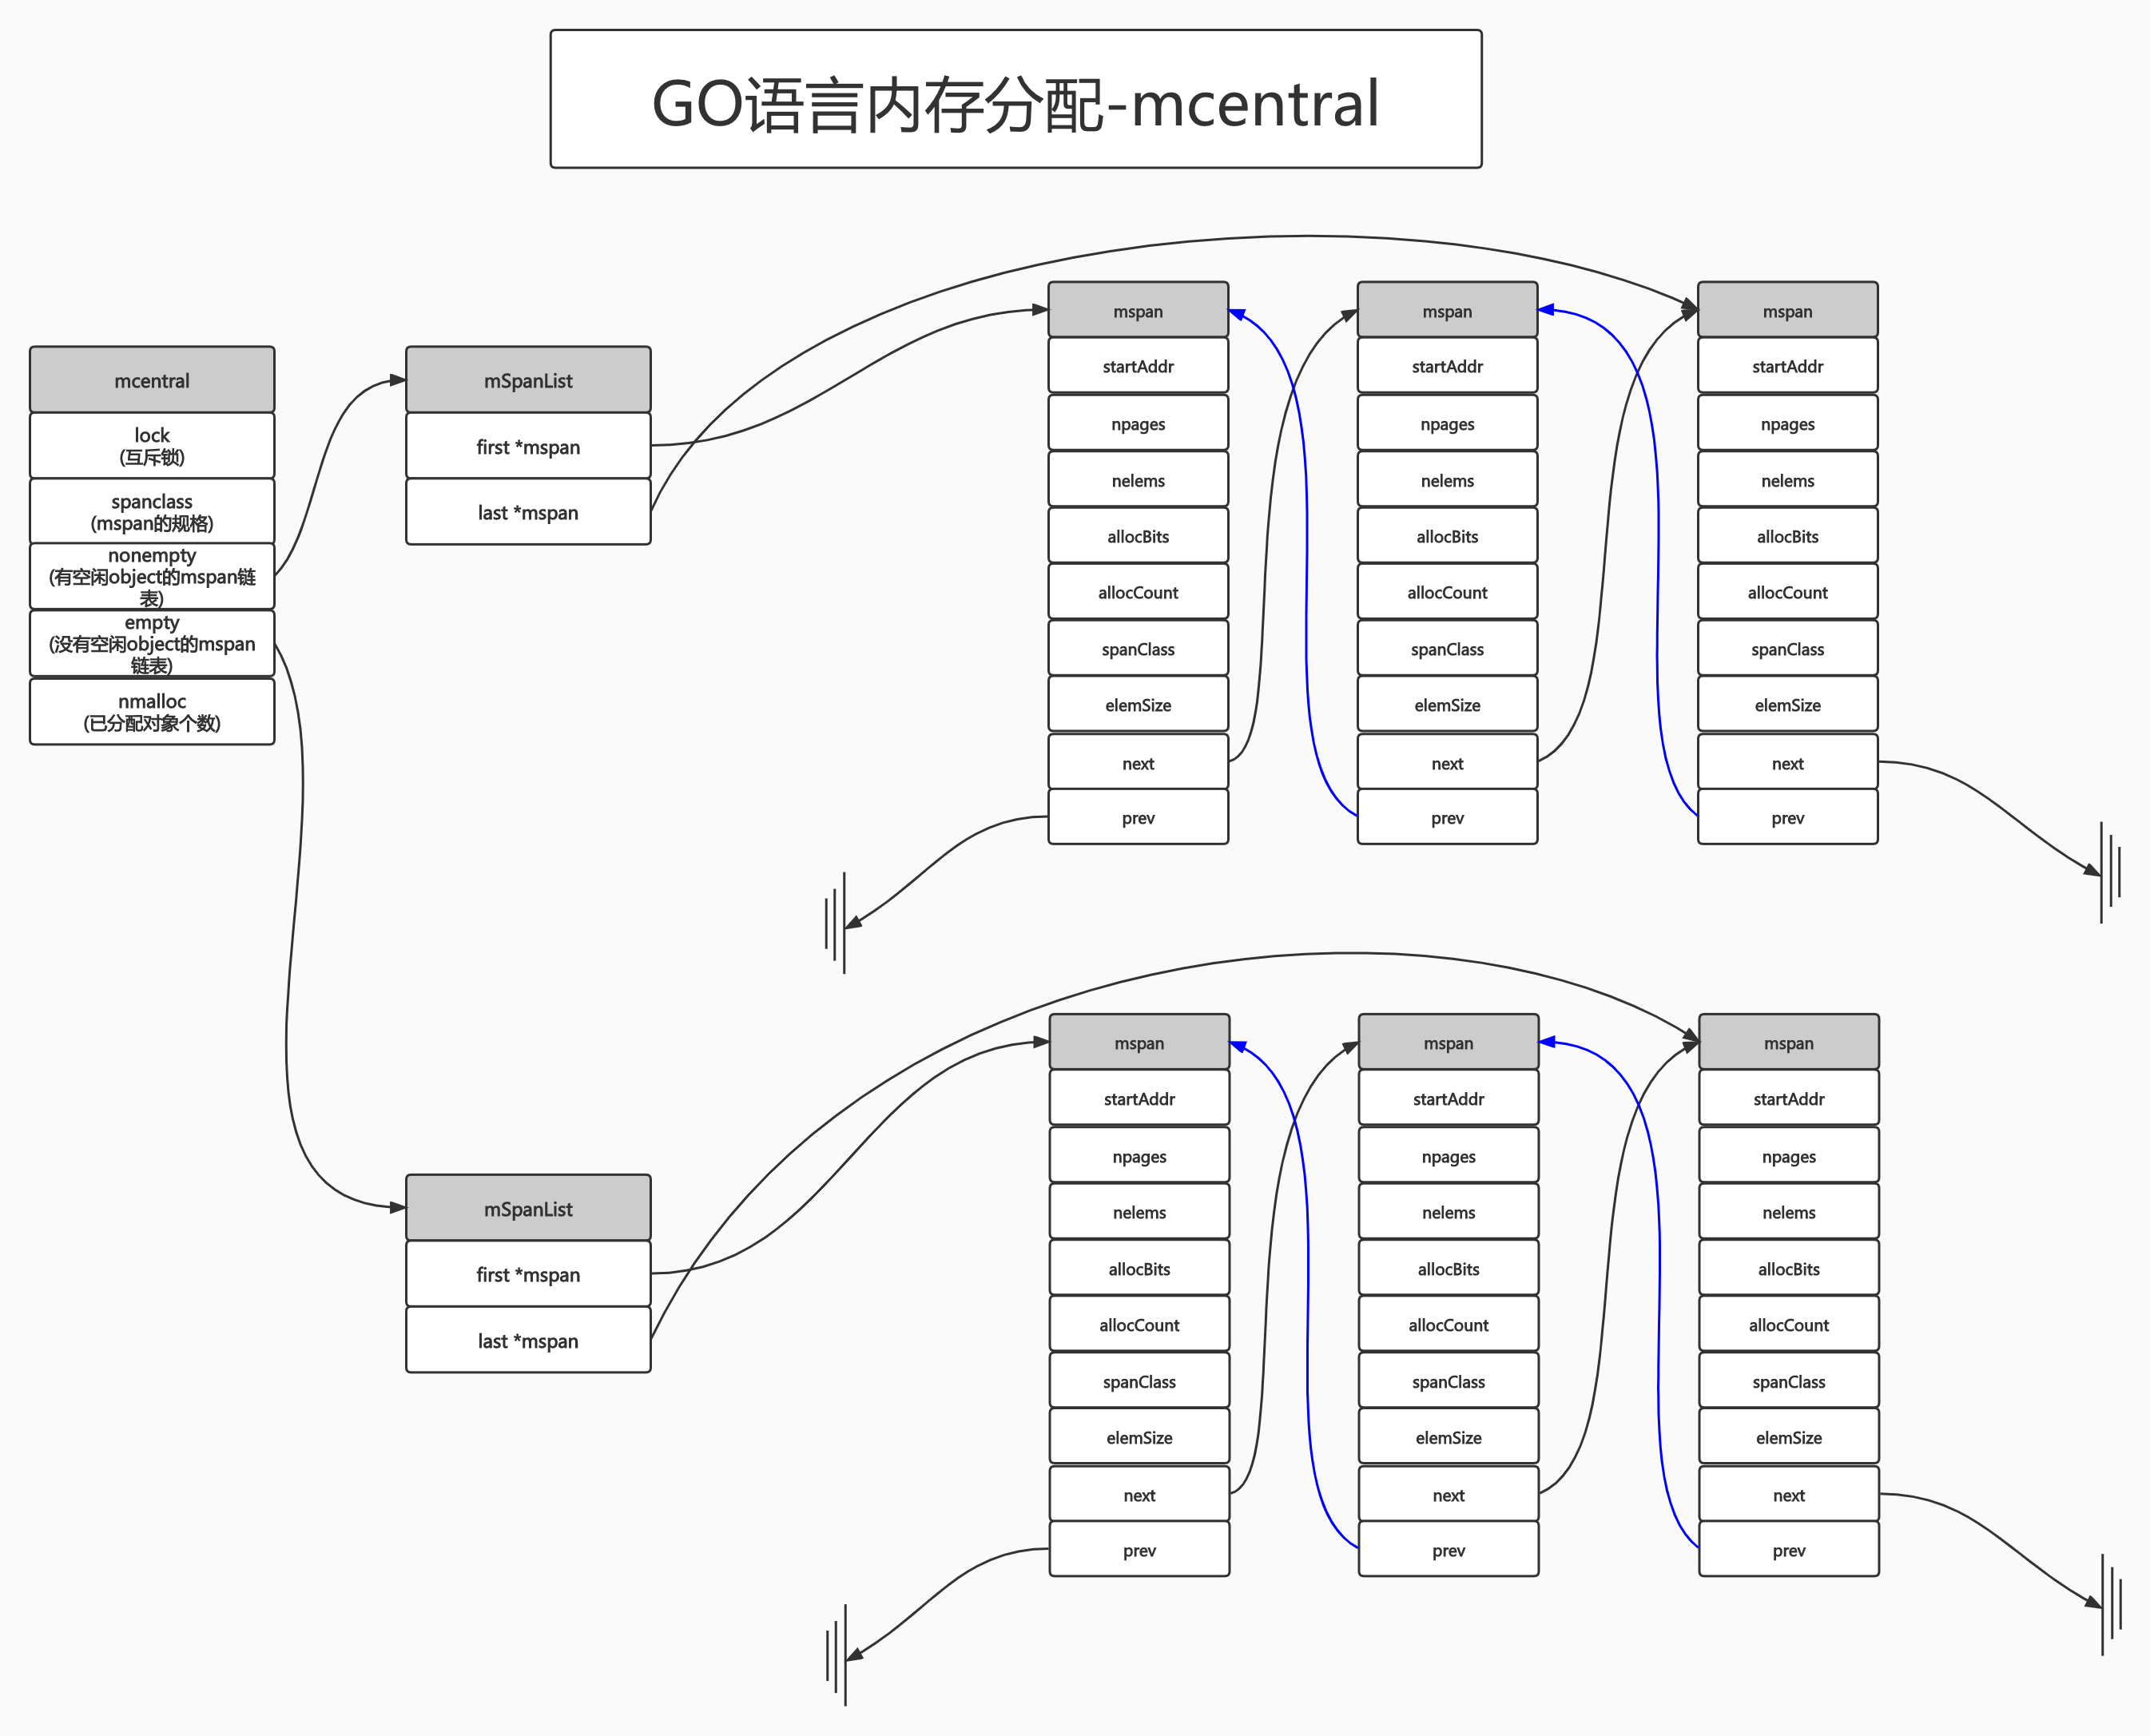 GO语言内存分配-mcentral
mcentral
lock
(互斥锁)
spanclass
(mspan的规格)
nonempty
(有空闲object的mspan链
表)
empty
(没有空闲object的mspan
链表)
nmalloc
(已分配对象个数)
mSpanList
first *mspan
last *mspan
mspan
startAddr
npages
nelems
allocBits
allocCount
spanClass
elemSize
next
prev
mspan
startAddr
npages
nelems
allocBits
allocCount
spanClass
elemSize
next
prev
mspan
startAddr
npages
nelems
allocBits
allocCount
spanClass
elemSize
next
prev
mSpanList
first *mspan
last *mspan
mspan
startAddr
npages
nelems
allocBits
allocCount
spanClass
elemSize
next
prev
mspan
startAddr
npages
nelems
allocBits
allocCount
spanClass
elemSize
next
prev
mspan
startAddr
npages
nelems
allocBits
allocCount
spanClass
elemSize
next
prev